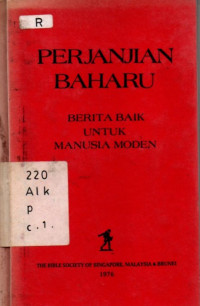 R
PERJANJIAN
BAHARU
BERITA BAIK
UNTUK
MANUSIA MODEN
220
Alk
p
c.1.
THE BIBLE SOCIETY OF SINGAPORE, MALAYSIA & BRUNEI
1976